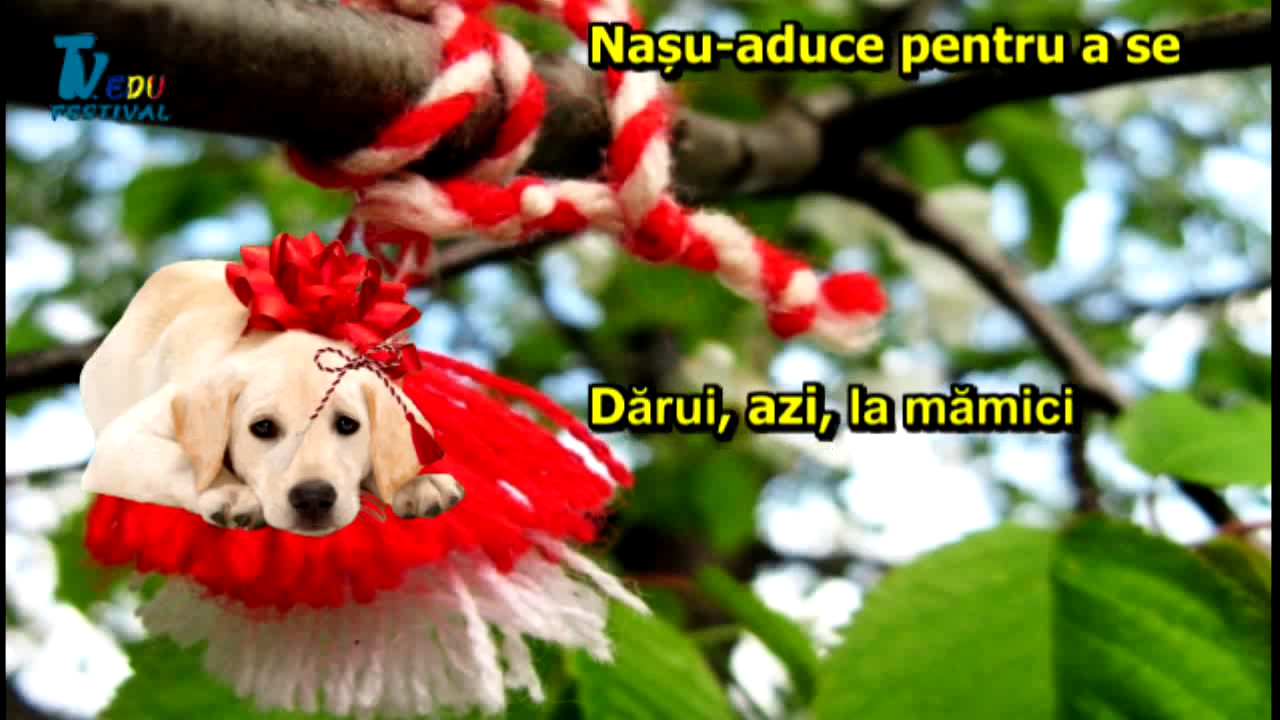 TV.EDU
FESTIVAL
Nașu-aduce pentru a se
Dărui, azi, la mămici